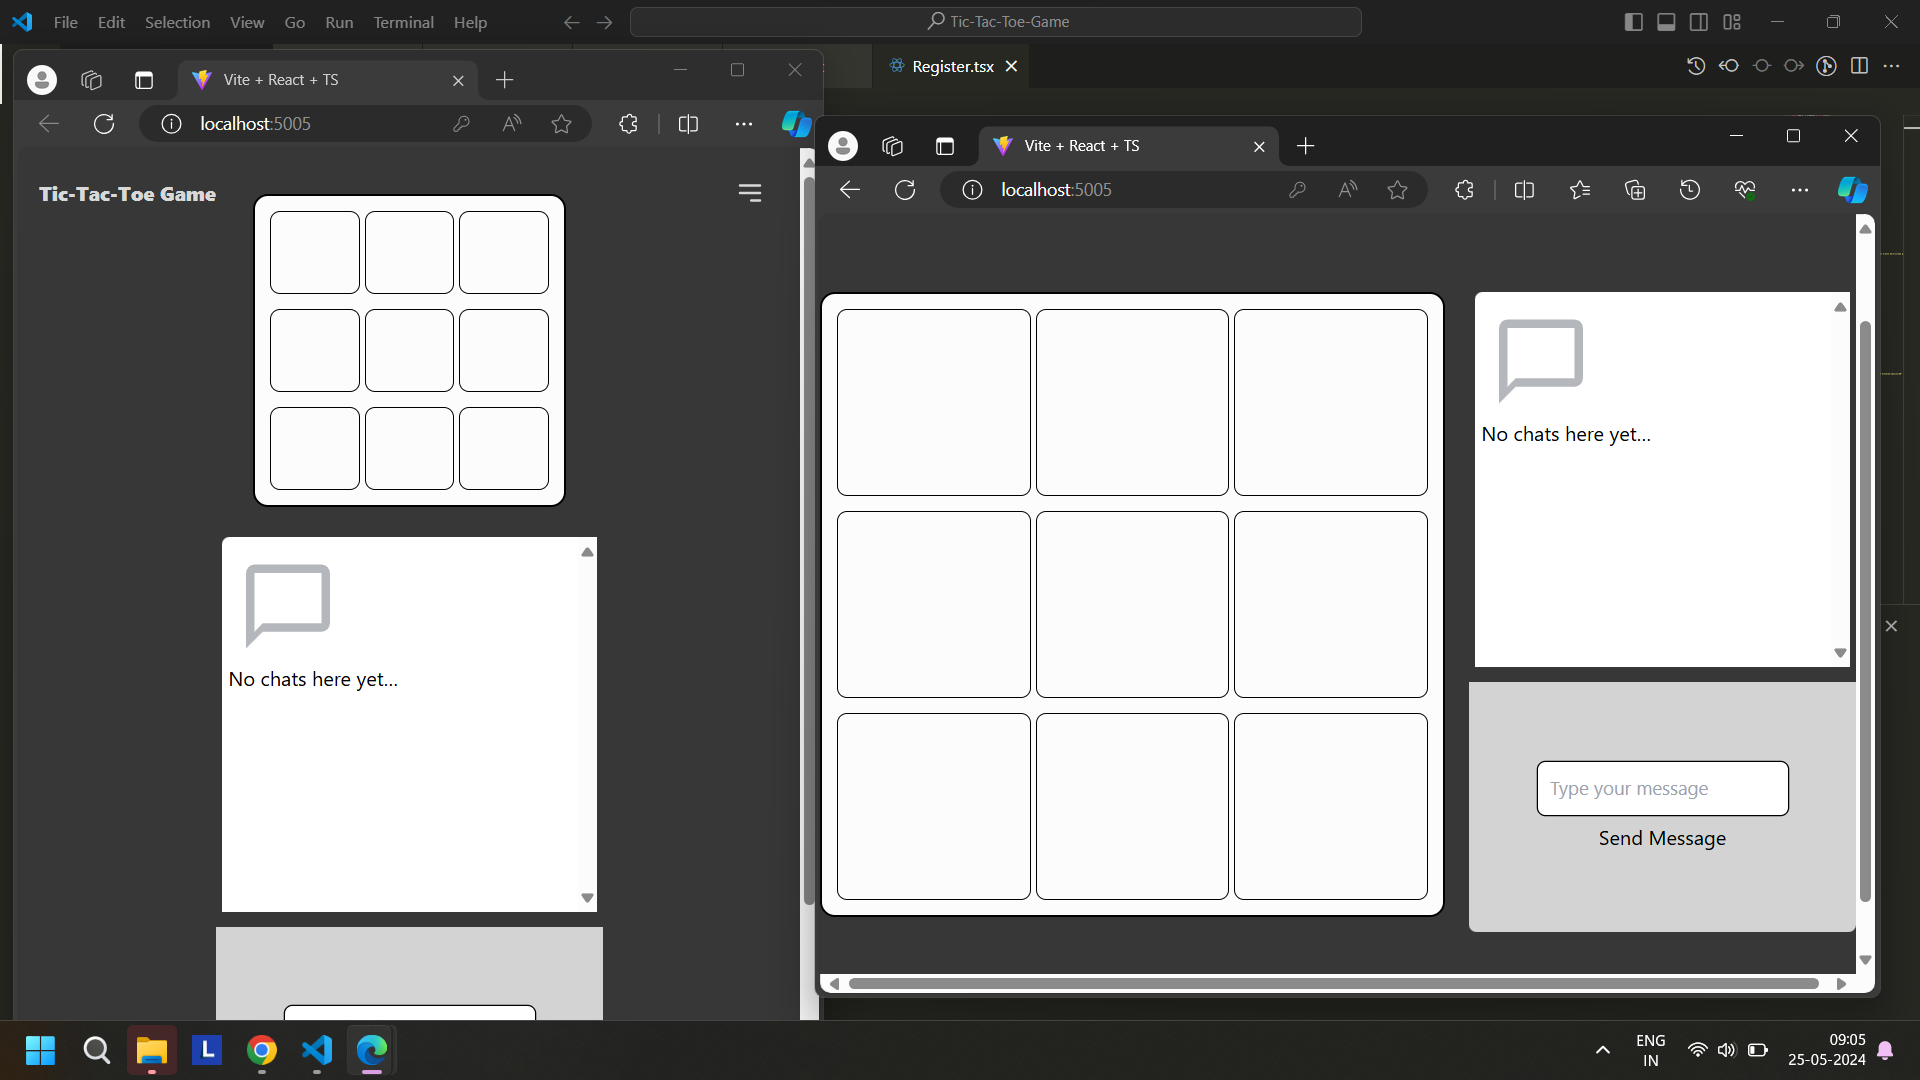 File Edit Selection View Go Run Terminal Help
Tic-Tac-Toe-Game
Register.tsx
Vite + React + TS
localhost:5005
Tic-Tac-Toe Game
No chats here yet...
Vite + React + TS
localhost:5005
No chats here yet...
Type your message
Send Message
L
ENG
IN
09:05
25-05-2024